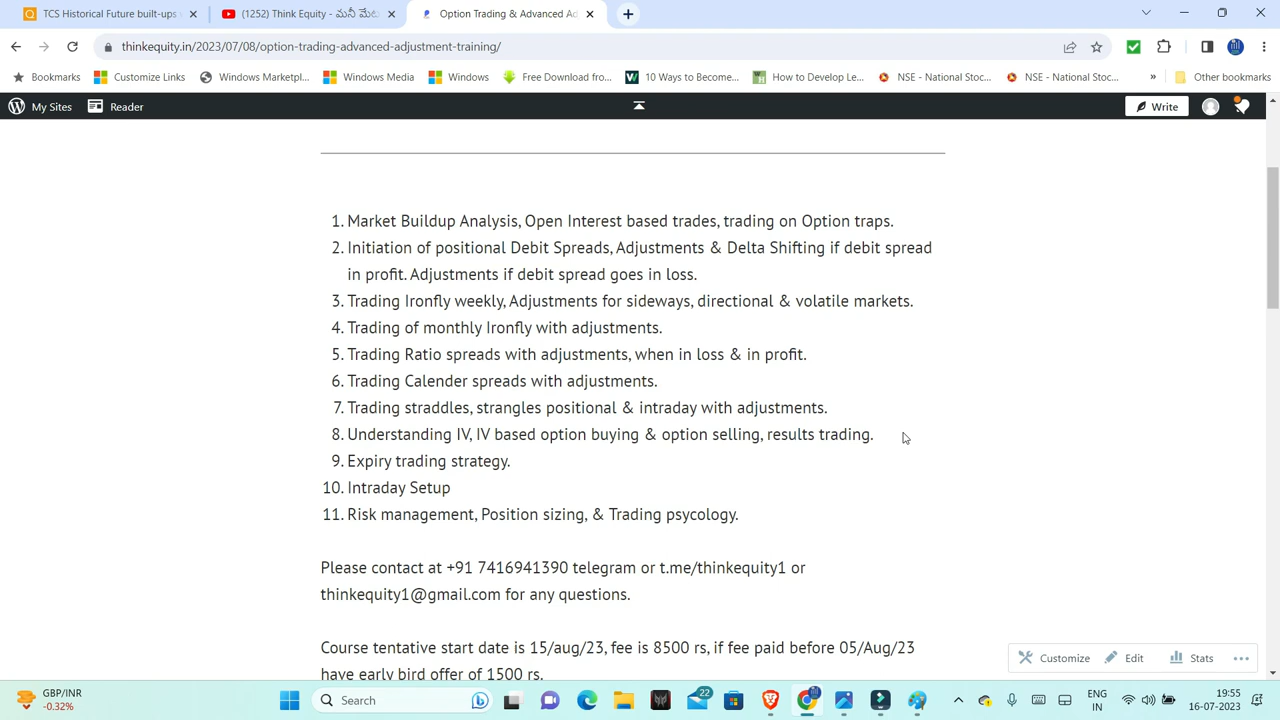 TCS Historical Future built-ups
(1252) Think Equity - మనీ మేట
Option Trading & Advanced Ad
thinkequity.in/2023/07/08/option-trading-advanced-adjustment-training/
Bookmarks
Customize Links
Windows Marketpl...
Windows Media
Windows
Free Download fro...
10 Ways to Become...
How to Develop Le...
NSE - National Stoc...
NSE - National Stoc...
»
Other bookmarks
My Sites
Reader
Write
1. Market Buildup Analysis, Open Interest based trades, trading on Option traps.
2. Initiation of positional Debit Spreads, Adjustments & Delta Shifting if debit spread
in profit. Adjustments if debit spread goes in loss.
3. Trading Ironfly weekly, Adjustments for sideways, directional & volatile markets.
4. Trading of monthly Ironfly with adjustments.
5. Trading Ratio spreads with adjustments, when in loss & in profit.
6. Trading Calender spreads with adjustments.
7. Trading straddles, strangles positional & intraday with adjustments.
8. Understanding IV, IV based option buying & option selling, results trading.
9. Expiry trading strategy.
10. Intraday Setup
11. Risk management, Position sizing, & Trading psycology.
Please contact at +91 7416941390 telegram or t.me/thinkequity1 or
thinkequity1@gmail.com for any questions.
Course tentative start date is 15/aug/23, fee is 8500 rs, if fee paid before 05/Aug/23
have early bird offer of 1500 rs.
Customize
Edit
Stats
GBP/INR
-0.32%
Search
22
ENG
IN
19:55
16-07-2023